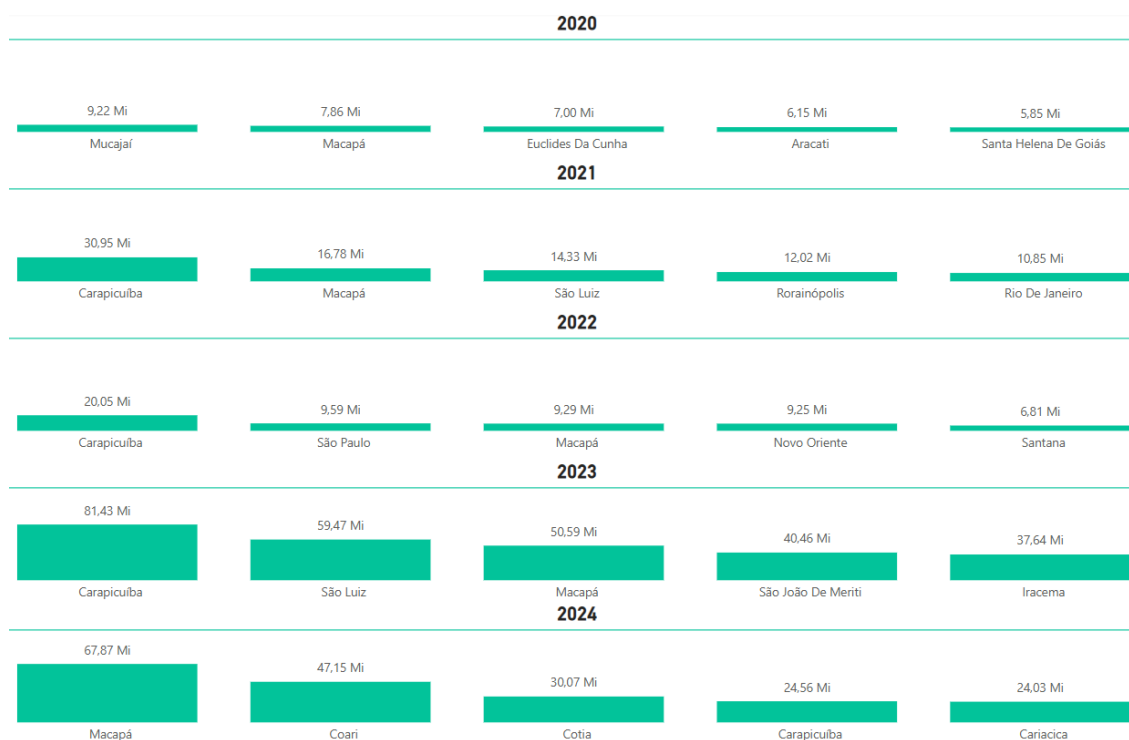 2020
9,22 Mi 7,86 Mi 7,00 Mi 6,15 Mi 5,85 Mi
Mucajaí Macapá Euclides Da Cunha Aracati Santa Helena De Goiás
2021
30,95 Mi 16,78 Mi 14,33 Mi 12,02 Mi 10,85 Mi
Carapicuíba Macapá São Luiz Rorainópolis Rio De Janeiro
2022
20,05 Mi 9,59 Mi 9,29 Mi 9,25 Mi 6,81 Mi
Carapicuíba São Paulo Macapá Novo Oriente Santana
2023
81,43 Mi 59,47 Mi 50,59 Mi 40,46 Mi 37,64 Mi
Carapicuíba São Luiz Macapá São João De Meriti Iracema
2024
67,87 Mi 47,15 Mi 30,07 Mi 24,56 Mi 24,03 Mi
Macapá Coari Cotia Carapicuíba Cariacica